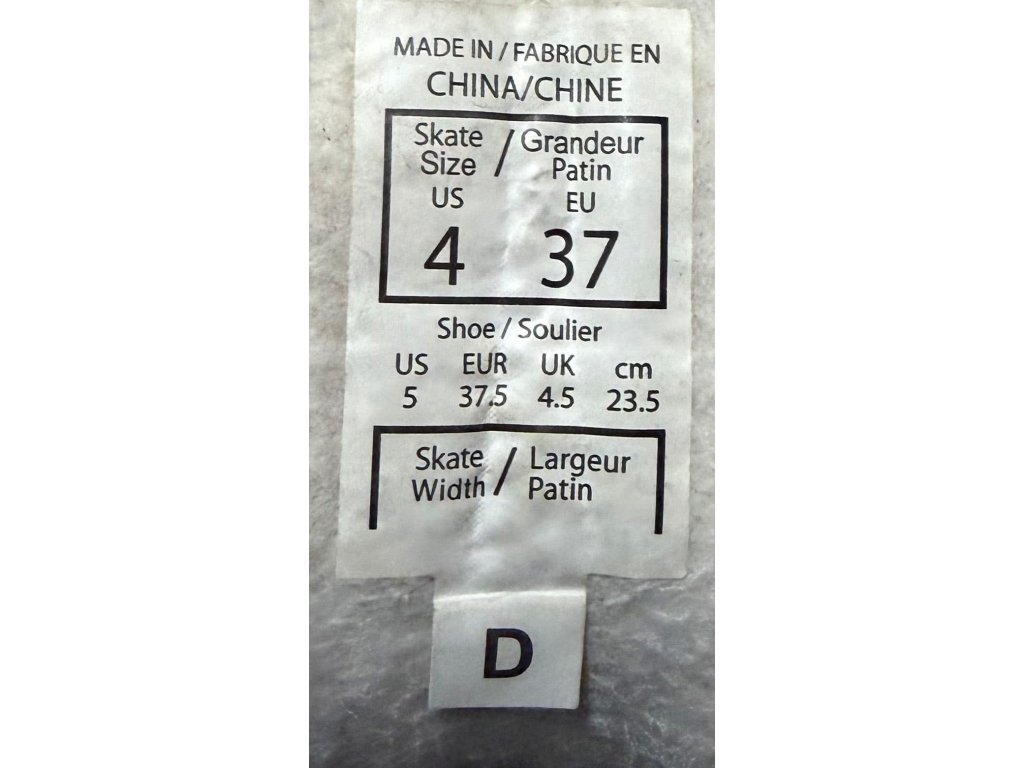 MADE IN / FABRIQUE EN
CHINA/CHINE
Skate Size / Grandeur Patin
US EU
4 37
Shoe / Soulier
US EUR UK cm
5 37.5 4.5 23.5
Skate Width / Largeur Patin
D